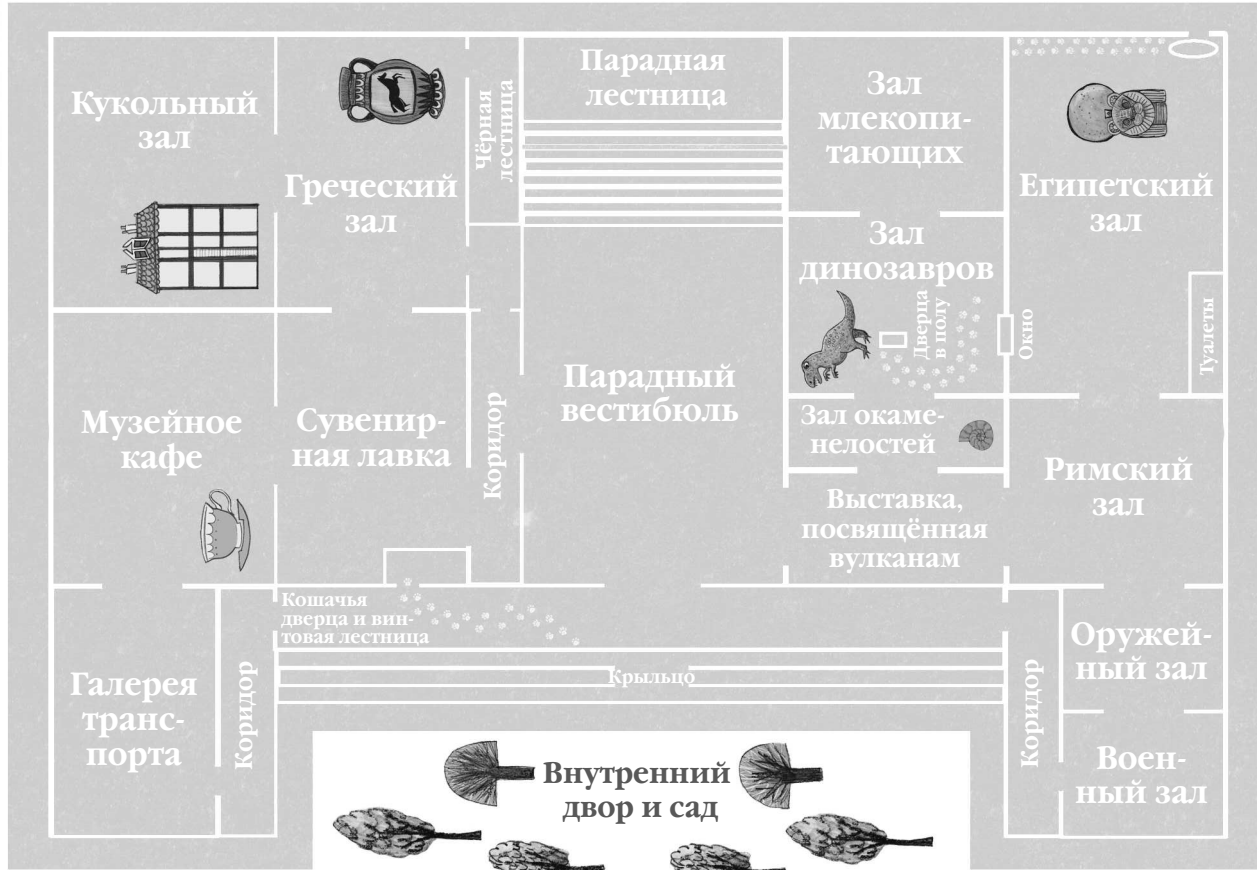 Кукольный
зал
Греческий
зал
Чёрная
лестница
Парадная
лестница
Зал
млекопи-
тающих
Египетский
зал
Зал
динозавров
Дверца
в полу
Окно
Туалеты
Музейное
кафе
Сувенир-
ная лавка
Коридор
Парадный
вестибюль
Зал окаме-
нелостей
Римский
зал
Выставка,
посвящённая
вулканам
Кошачья
дверца и вин-
товая лестница
Галерея
транс-
порта
Коридор
Крыльцо
Коридор
Оружей-
ный зал
Воен-
ный зал
Внутренний
двор и сад